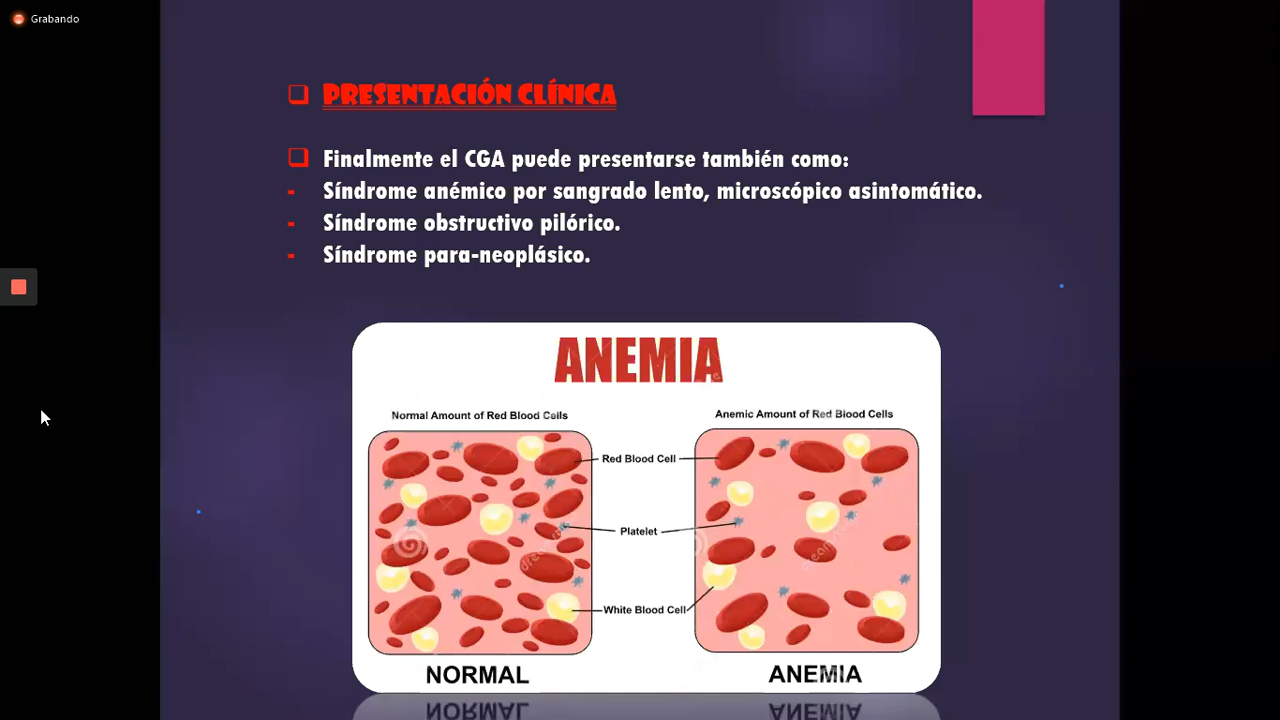 Grabando
PRESENTACIÓN CLÍNICA
Finalmente el CGA puede presentarse también como:
- Síndrome anémico por sangrado lento, microscópico asintomático.
- Síndrome obstructivo pilórico.
- Síndrome para-neoplásico.
ANEMIA
Normal Amount of Red Blood Cells
Anemic Amount of Red Blood Cells
Red Blood Cell
Platelet
White Blood Cell
NORMAL
ANEMIA